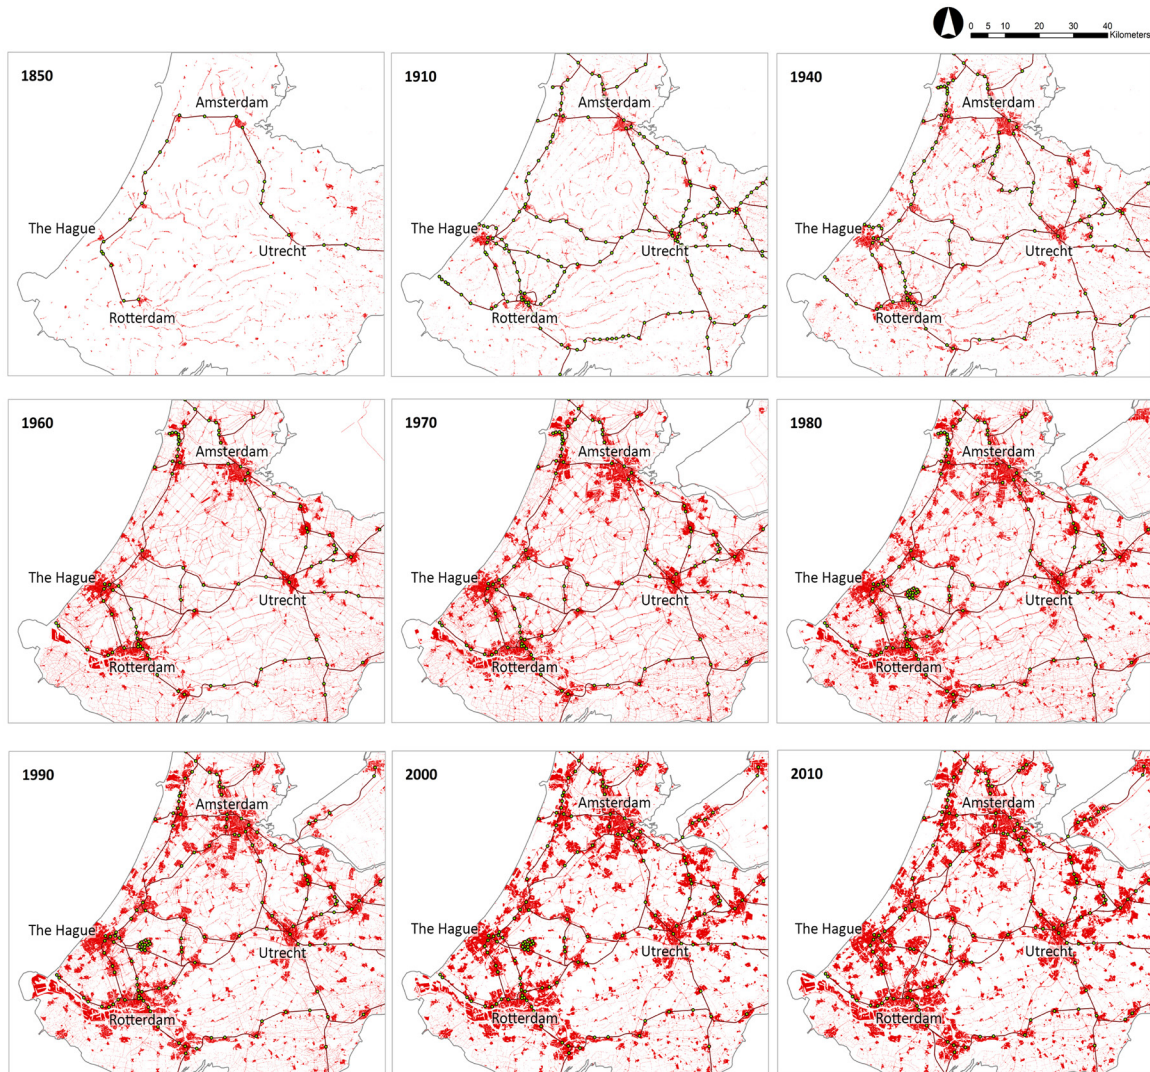 0 5 10 20 30 40
Kilometers
1850
Amsterdam
The Hague
Utrecht
Rotterdam
1910
Amsterdam
The Hague
Utrecht
Rotterdam
1940
Amsterdam
The Hague
Utrecht
Rotterdam
1960
Amsterdam
The Hague
Utrecht
Rotterdam
1970
Amsterdam
The Hague
Utrecht
Rotterdam
1980
Amsterdam
The Hague
Utrecht
Rotterdam
1990
Amsterdam
The Hague
Utrecht
Rotterdam
2000
Amsterdam
The Hague
Utrecht
Rotterdam
2010
Amsterdam
The Hague
Utrecht
Rotterdam